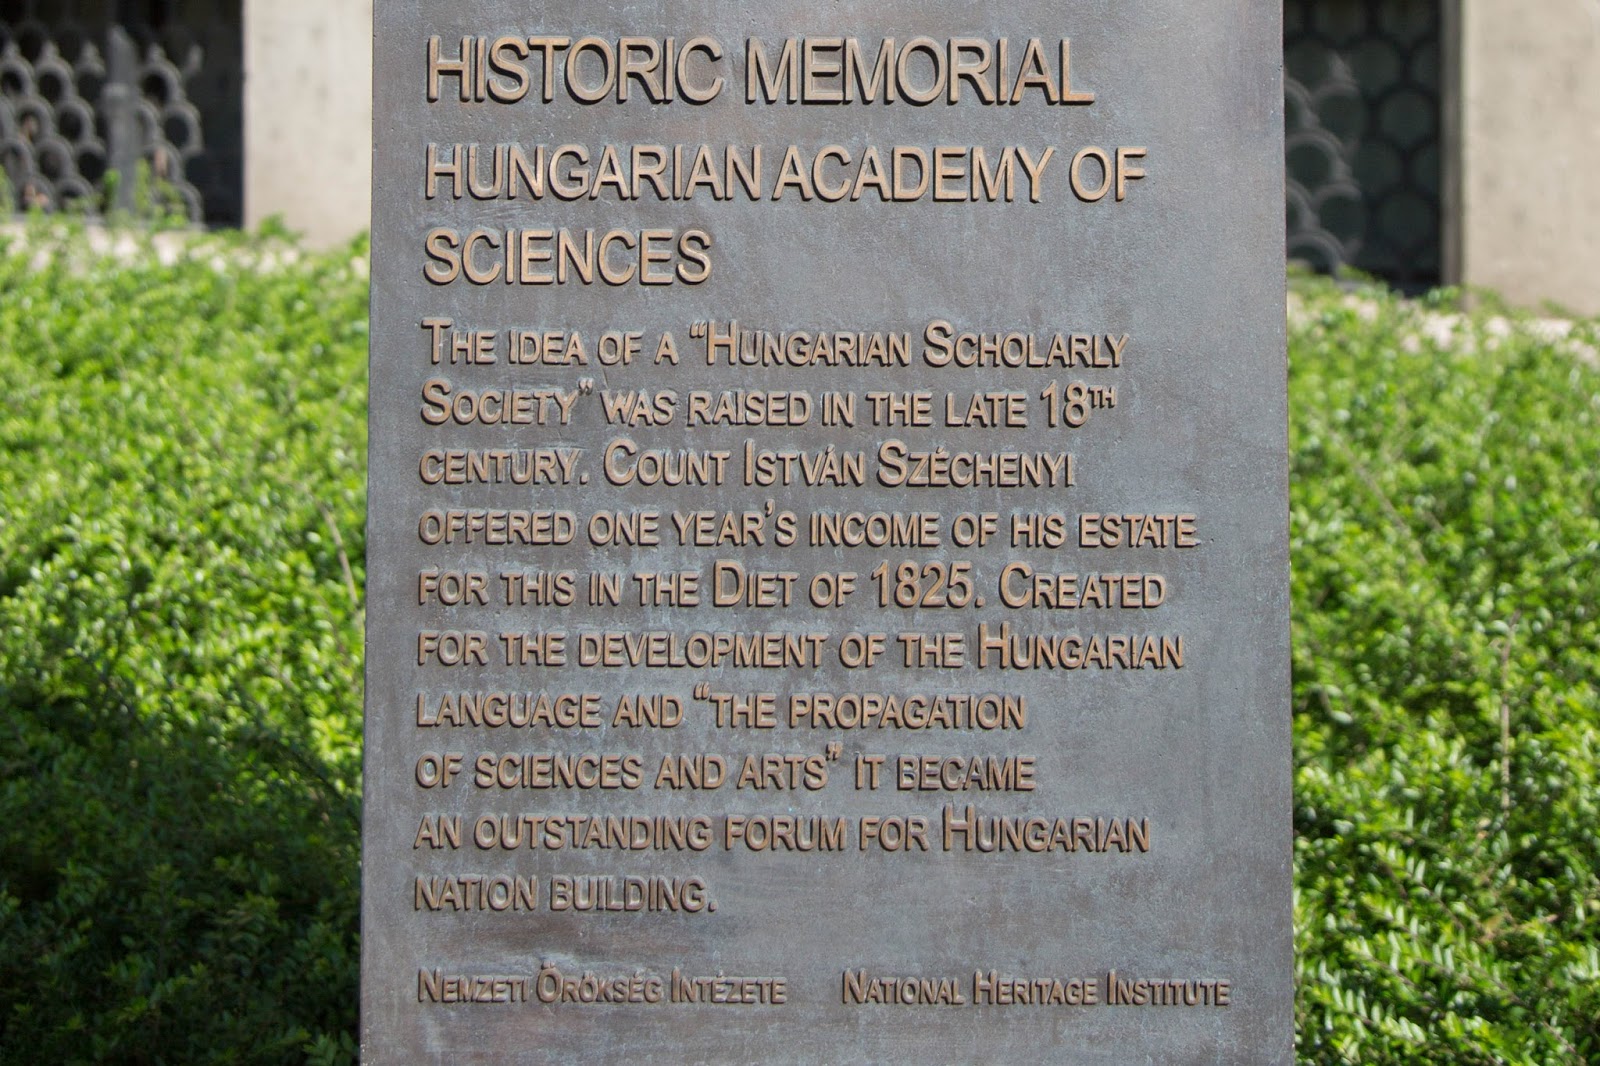 HISTORIC MEMORIAL
HUNGARIAN ACADEMY OF
SCIENCES
THE IDEA OF A “HUNGARIAN SCHOLARLY
SOCIETY” WAS RAISED IN THE LATE 18TH
CENTURY. COUNT ISTVÁN SZÉCHENYI
OFFERED ONE YEAR’S INCOME OF HIS ESTATE
FOR THIS IN THE DIET OF 1825. CREATED
FOR THE DEVELOPMENT OF THE HUNGARIAN
LANGUAGE AND “THE PROPAGATION
OF SCIENCES AND ARTS” IT BECAME
AN OUTSTANDING FORUM FOR HUNGARIAN
NATION BUILDING.
NEMZETI ÖRÖKSÉG INTÉZETE NATIONAL HERITAGE INSTITUTE